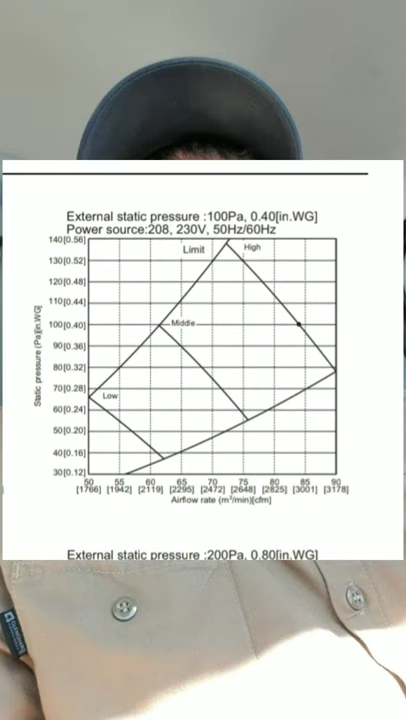 External static pressure :100Pa, 0.40[in.WG]
Power source:208, 230V, 50Hz/60Hz
Static pressure (Pa)[in.WG]
140[0.56]
130[0.52]
120[0.48]
110[0.44]
100[0.40]
90[0.36]
80[0.32]
70[0.28]
60[0.24]
50[0.20]
40[0.16]
30[0.12]
Limit
High
Middle
Low
50 55 60 65 70 75 80 85 90
[1766] [1942] [2119] [2295] [2472] [2648] [2825] [3001] [3178]
Airflow rate (m³/min)[cfm]
External static pressure :200Pa, 0.80[in.WG]